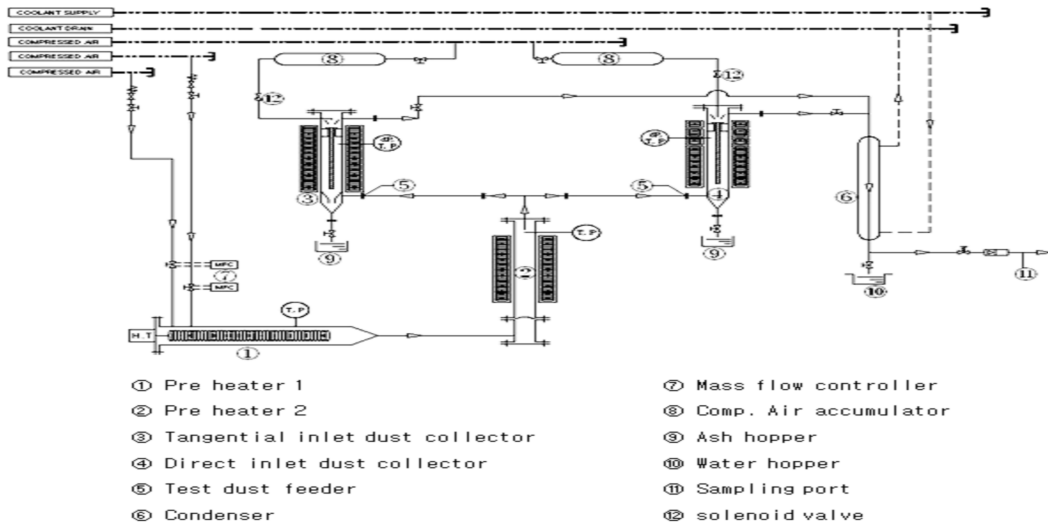 COOLANT SUPPLY
COOLANT DRAIN
COMPRESSED AIR
COMPRESSED AIR
COMPRESSED AIR
⑧ ⑧
⑫ ⑫
ΔP T.P ΔP T.P
③ ⑤ ⑤ ④ ⑥
T.P
⑨ ⑨
② 
MFC
⑦
MFC
⑩ ⑪
T.P
H.T
①
① Pre heater 1
② Pre heater 2
③ Tangential inlet dust collector
④ Direct inlet dust collector
⑤ Test dust feeder
⑥ Condenser
⑦ Mass flow controller
⑧ Comp. Air accumulator
⑨ Ash hopper
⑩ Water hopper
⑪ Sampling port
⑫ solenoid valve